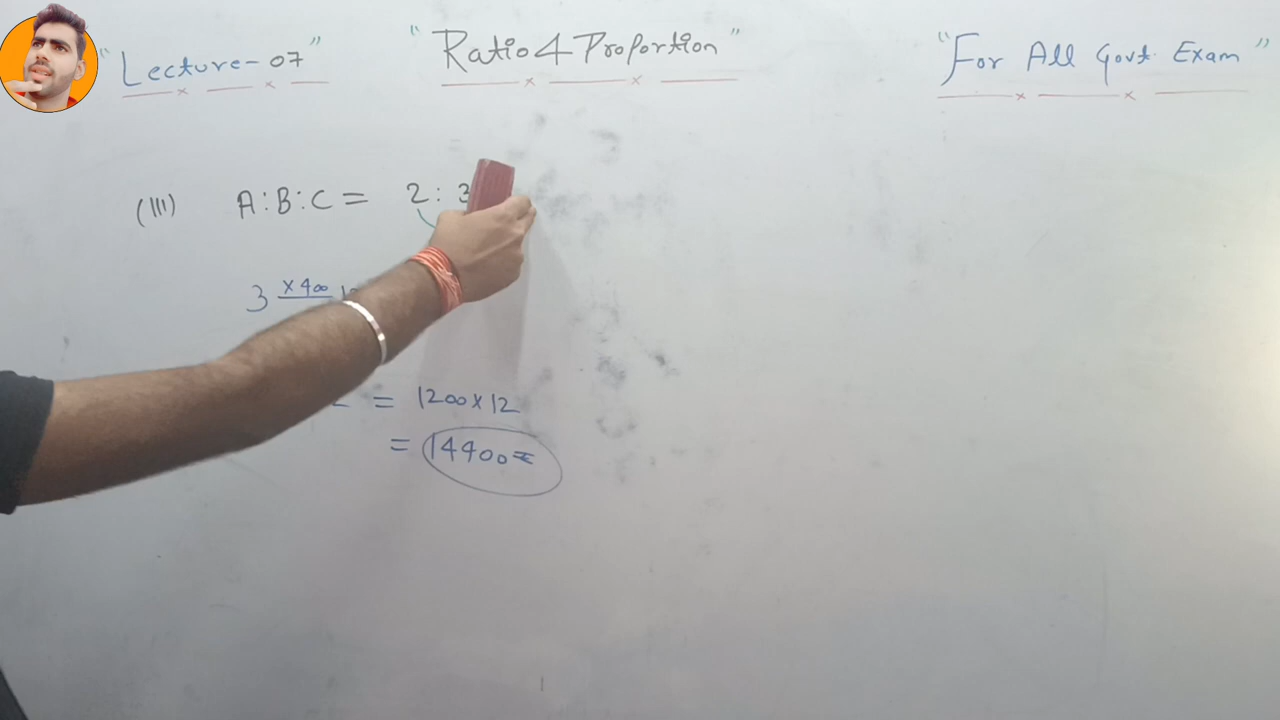 "Lecture-07" "Ratio & Proportion" "For All Govt. Exam"
(III) A:B:C = 2 : 3
3 ×400
= 1200×12
= 14400=